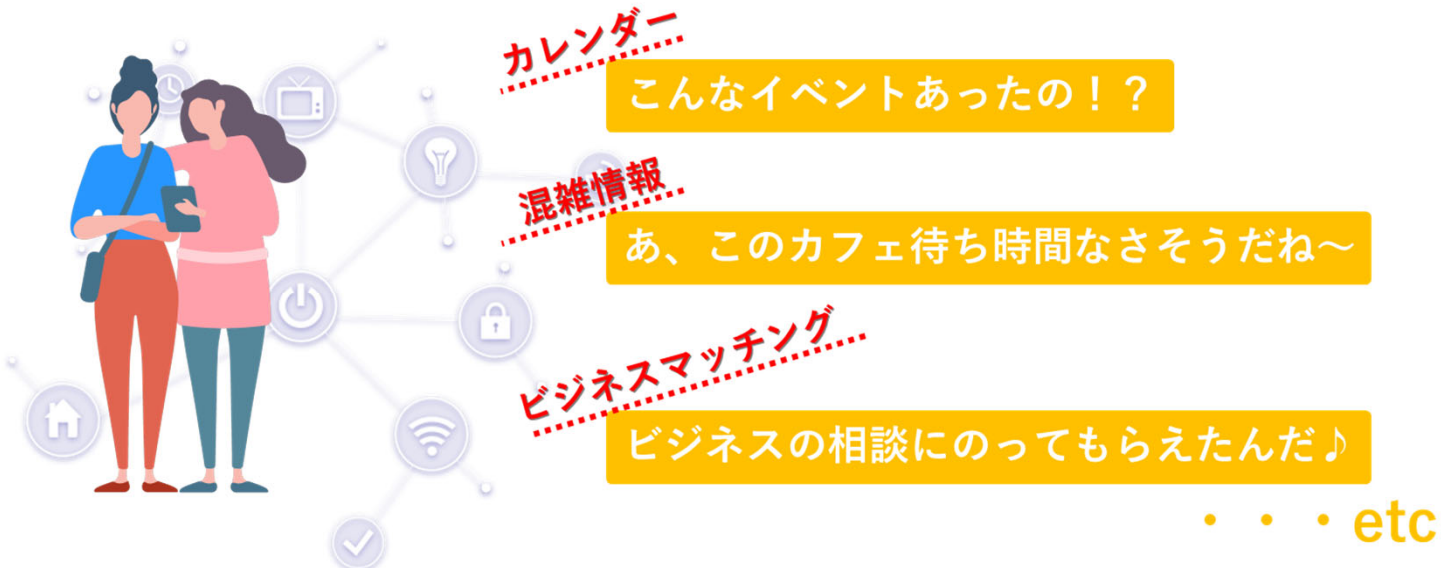 カレンダー
こんなイベントあったの！？
混雑情報
あ、このカフェ待ち時間なさそうだね～
ビジネスマッチング
ビジネスの相談にのってもらえたんだ♪
・・・etc